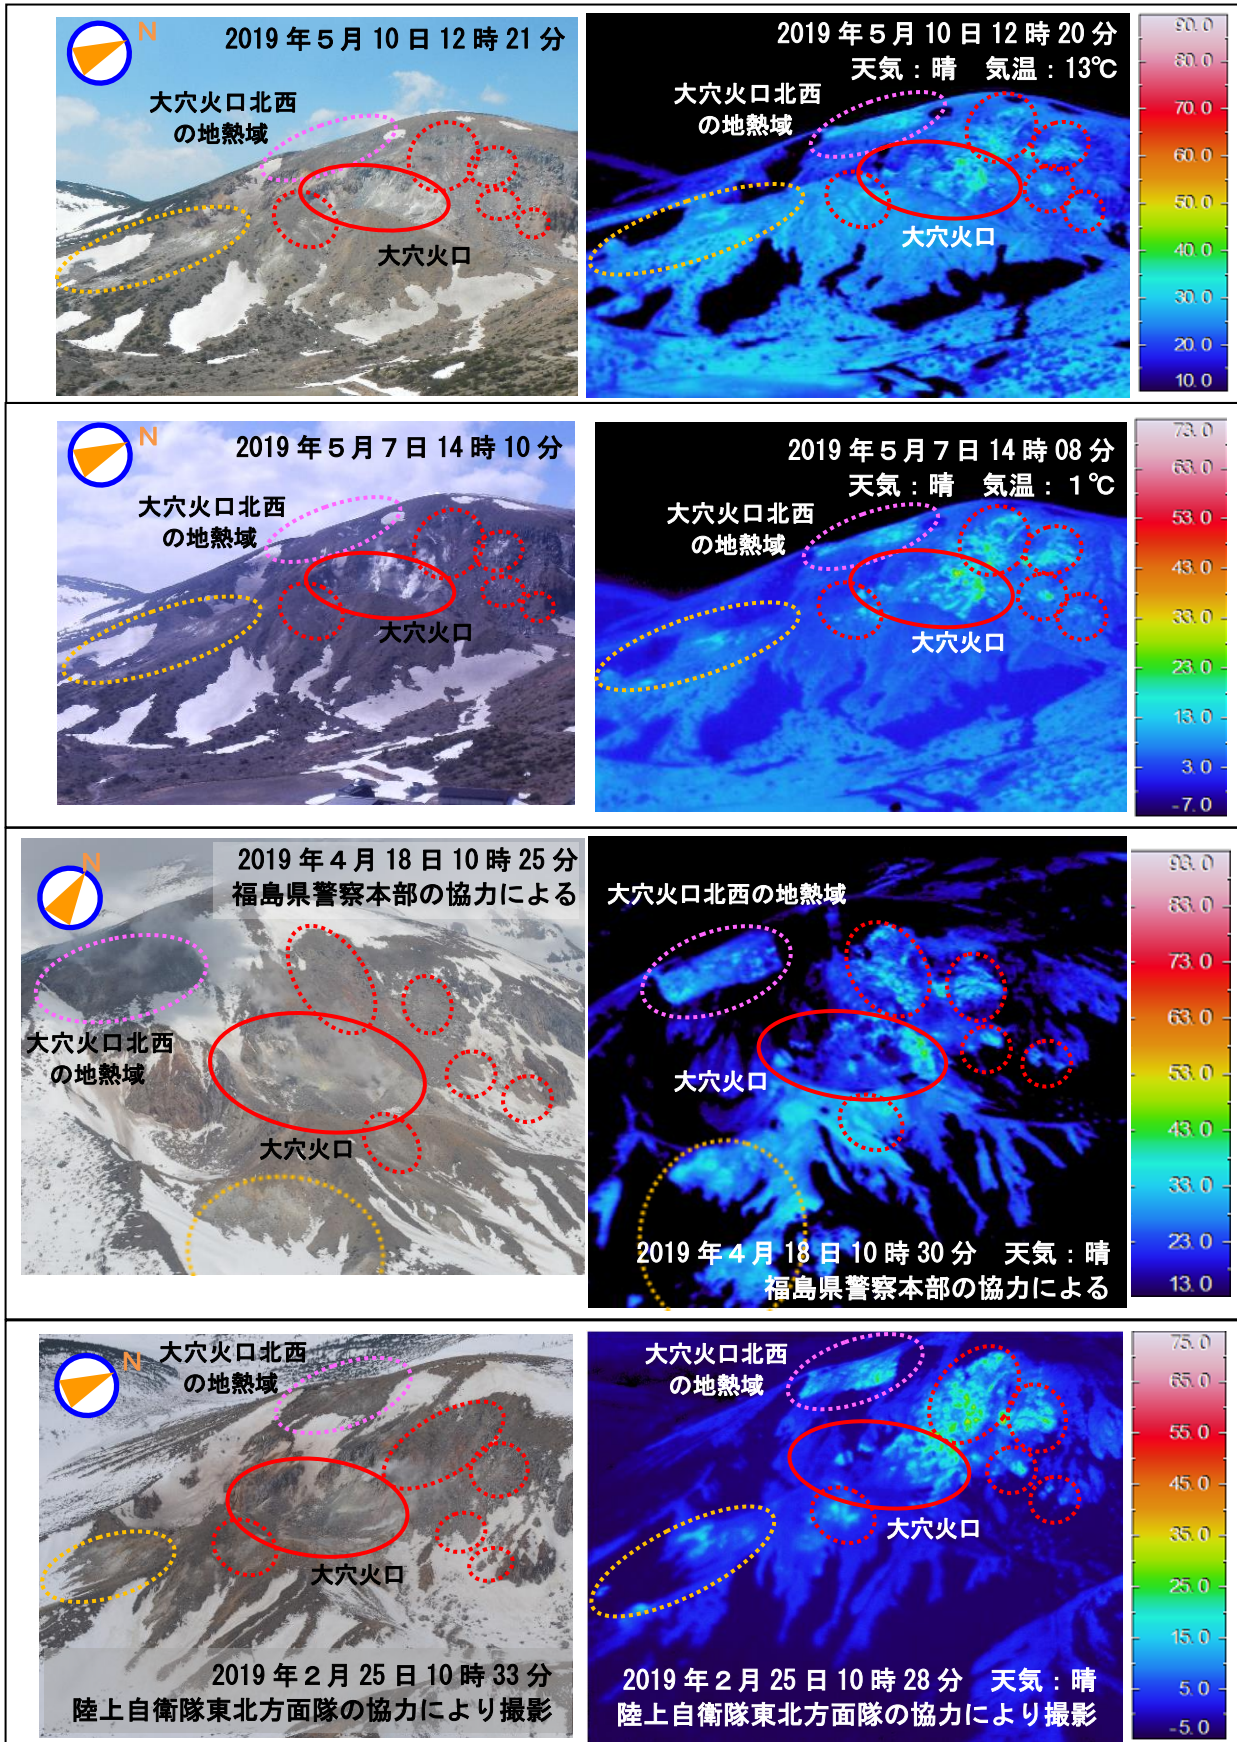 N
2019年5月10日12時21分
大穴火口北西
の地熱域
大穴火口
2019年5月10日12時20分
天気：晴　気温：13℃
大穴火口北西
の地熱域
大穴火口
90.0
80.0
70.0
60.0
50.0
40.0
30.0
20.0
10.0
N
2019年5月7日14時10分
大穴火口北西
の地熱域
大穴火口
2019年5月7日14時08分
天気：晴　気温：1℃
大穴火口北西
の地熱域
大穴火口
73.0
63.0
53.0
43.0
33.0
23.0
13.0
3.0
-7.0
N
2019年4月18日10時25分
福島県警察本部の協力による
大穴火口北西
の地熱域
大穴火口
大穴火口北西の地熱域
大穴火口
2019年4月18日10時30分　天気：晴
福島県警察本部の協力による
93.0
83.0
73.0
63.0
53.0
43.0
33.0
23.0
13.0
N
大穴火口北西
の地熱域
大穴火口
2019年2月25日10時33分
陸上自衛隊東北方面隊の協力により撮影
大穴火口北西
の地熱域
大穴火口
2019年2月25日10時28分　天気：晴
陸上自衛隊東北方面隊の協力により撮影
75.0
65.0
55.0
45.0
35.0
25.0
15.0
5.0
-5.0